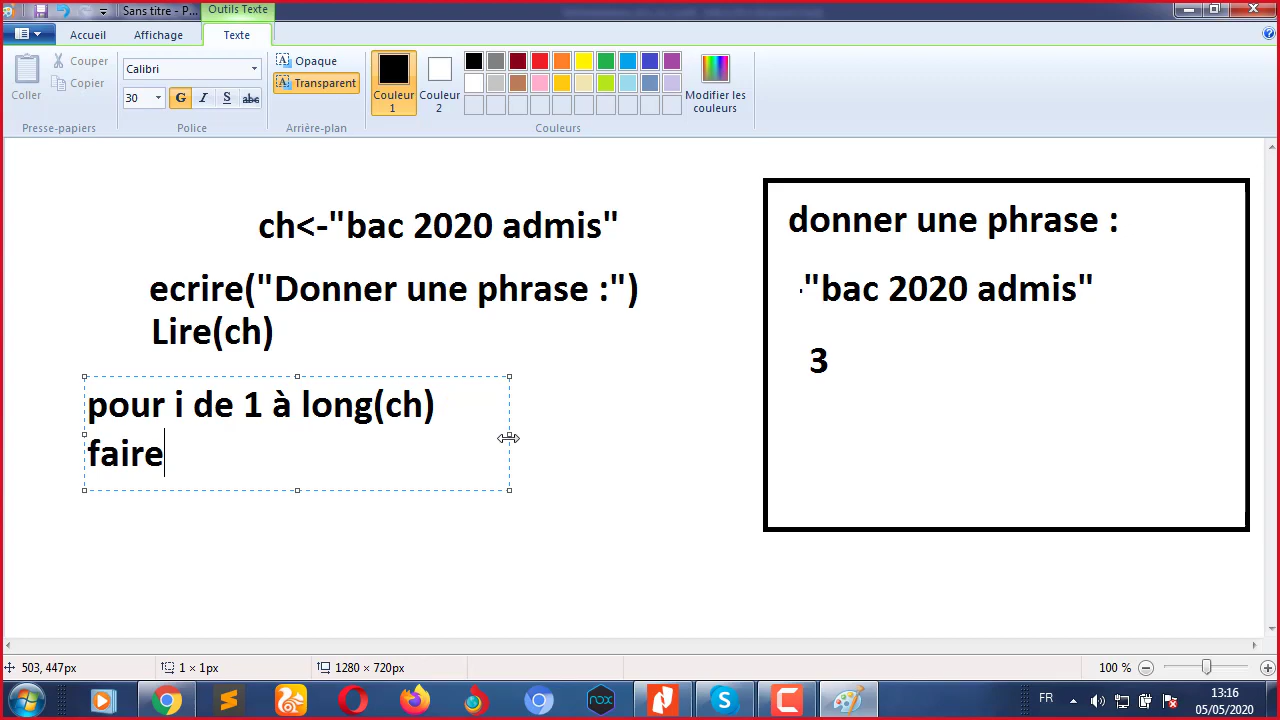 Sans titre - P...
Outils Texte
Accueil
Affichage
Texte
Coller
Couper
Copier
Presse-papiers
Calibri
30
G I S abc
Police
Opaque
Transparent
Arrière-plan
Couleur 1
Couleur 2
Modifier les couleurs
Couleurs
ch<-"bac 2020 admis"
ecrire("Donner une phrase :")
Lire(ch)
pour i de 1 à long(ch)
faire
donner une phrase :
"bac 2020 admis"
3
503, 447px
1 × 1px
1280 × 720px
100 %
nox
FR
13:16
05/05/2020